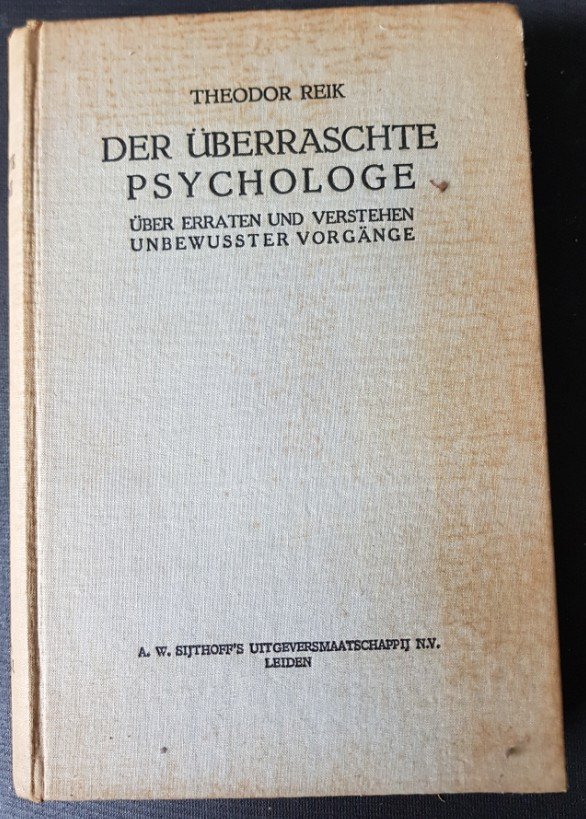 THEODOR REIK
DER ÜBERRASCHTE
PSYCHOLOGE
ÜBER ERRATEN UND VERSTEHEN
UNBEWUSSTER VORGÄNGE
A. W. SIJTHOFF'S UITGEVERSMAATSCHAPPIJ N.V.
LEIDEN